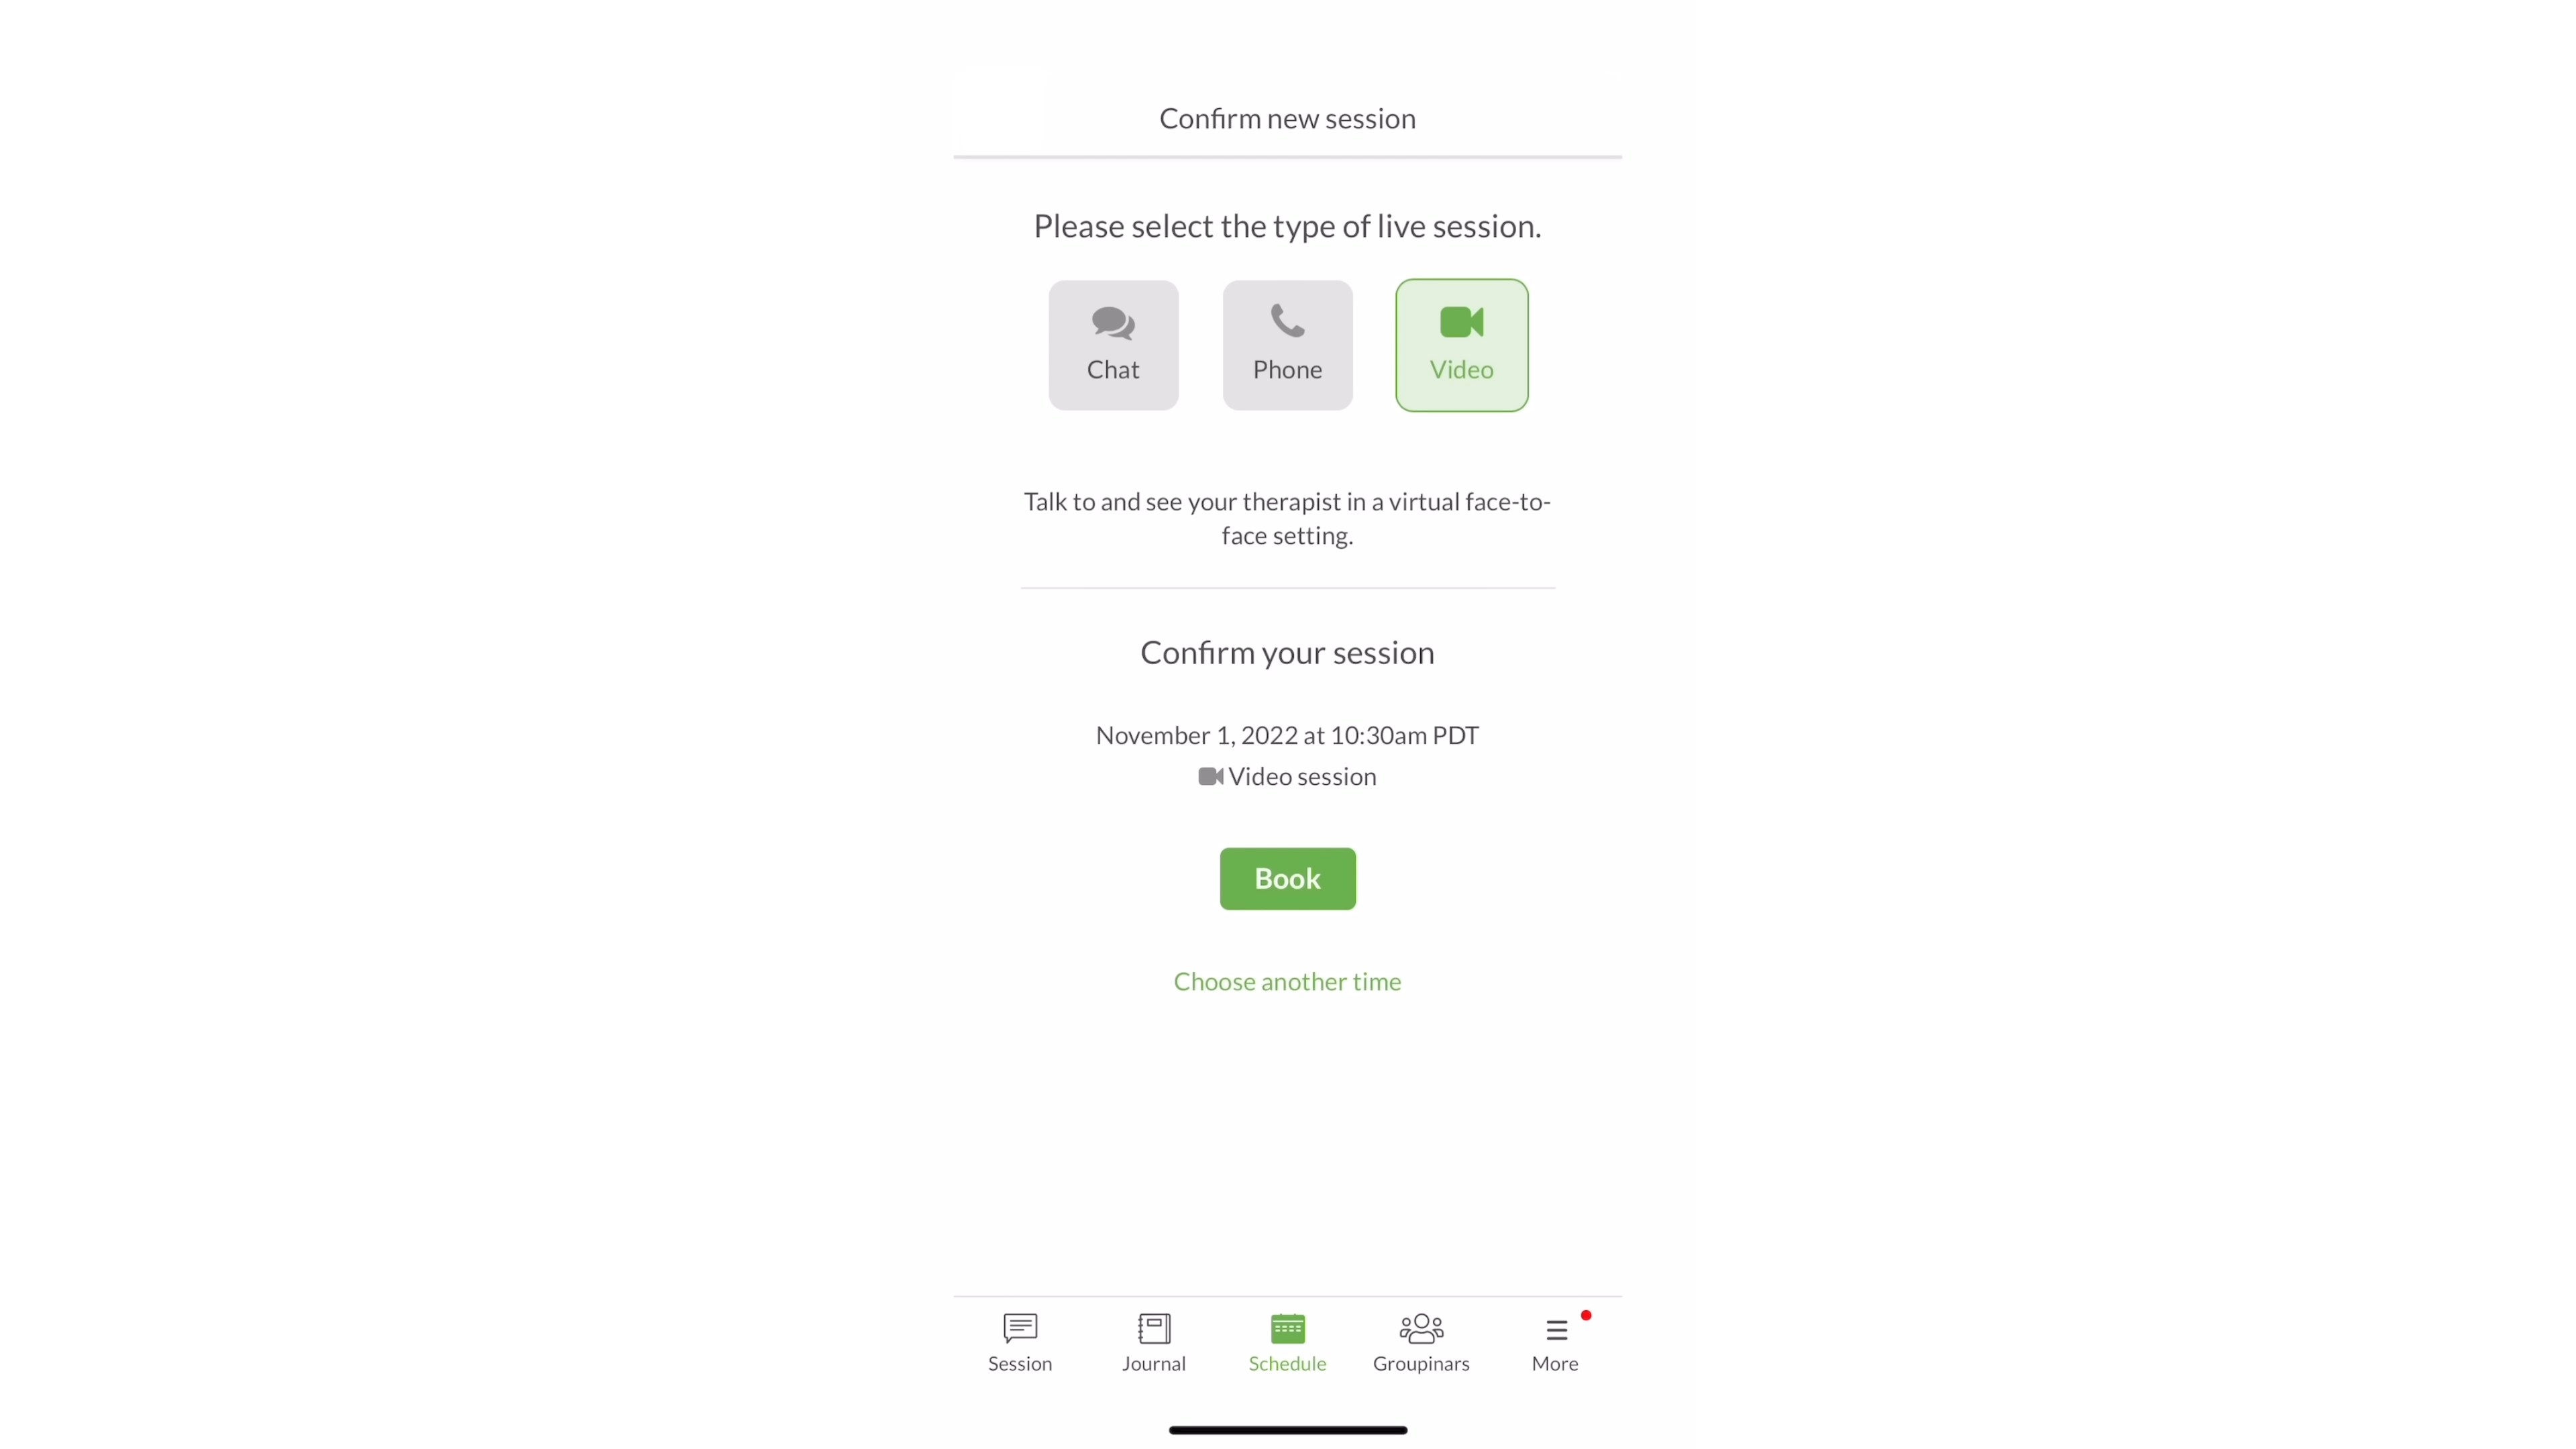 Confirm new session
Please select the type of live session.
Chat
Phone
Video
Talk to and see your therapist in a virtual face-to-
face setting.
Confirm your session
November 1, 2022 at 10:30am PDT
Video session
Book
Choose another time
Session
Journal
Schedule
Groupinars
More